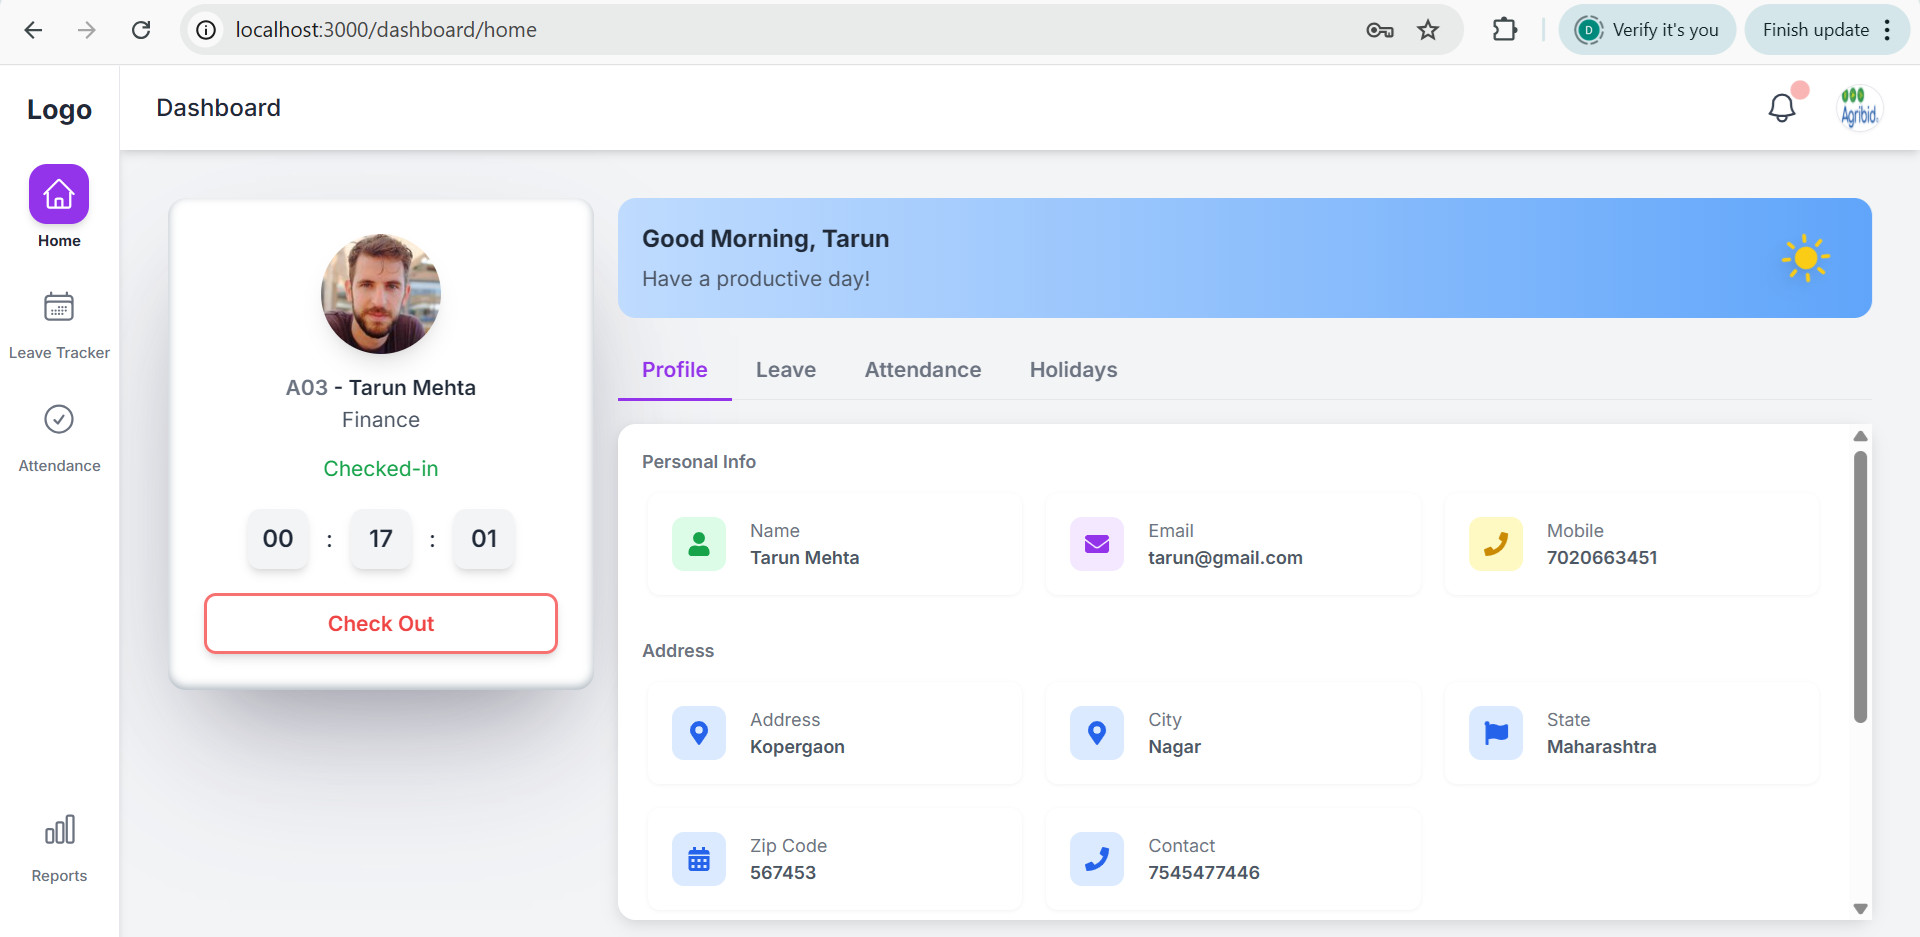 localhost:3000/dashboard/home
D
Verify it's you
Finish update
Logo
Dashboard
Agribid
Home
Leave Tracker
Attendance
Reports
A03 - Tarun Mehta
Finance
Checked-in
00 : 17 : 01
Check Out
Good Morning, Tarun
Have a productive day!
Profile
Leave
Attendance
Holidays
Personal Info
Name
Tarun Mehta
Email
tarun@gmail.com
Mobile
7020663451
Address
Address
Kopergaon
City
Nagar
State
Maharashtra
Zip Code
567453
Contact
7545477446